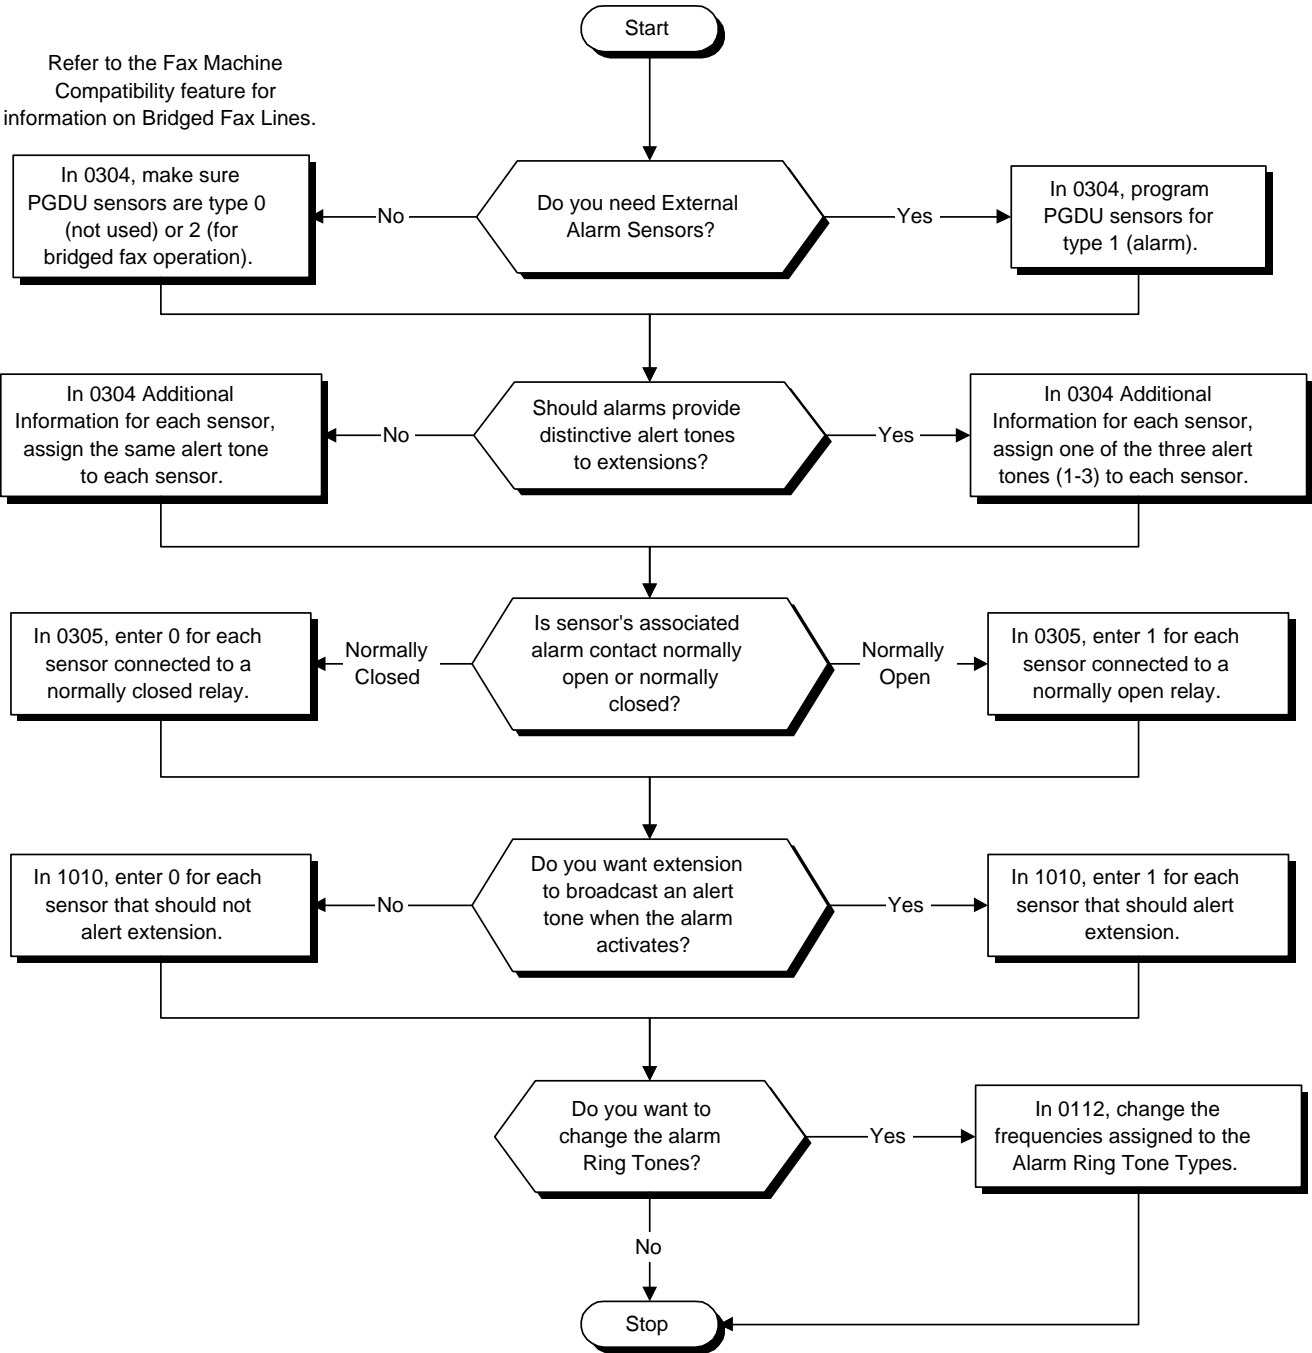 Start
Refer to the Fax Machine
Compatibility feature for
information on Bridged Fax Lines.
In 0304, make sure
PGDU sensors are type 0
(not used) or 2 (for
bridged fax operation).
No
Do you need External
Alarm Sensors?
Yes
In 0304, program
PGDU sensors for
type 1 (alarm).
In 0304 Additional
Information for each sensor,
assign the same alert tone
to each sensor.
No
Should alarms provide
distinctive alert tones
to extensions?
Yes
In 0304 Additional
Information for each sensor,
assign one of the three alert
tones (1-3) to each sensor.
In 0305, enter 0 for each
sensor connected to a
normally closed relay.
Normally
Closed
Is sensor's associated
alarm contact normally
open or normally
closed?
Normally
Open
In 0305, enter 1 for each
sensor connected to a
normally open relay.
In 1010, enter 0 for each
sensor that should not
alert extension.
No
Do you want extension
to broadcast an alert
tone when the alarm
activates?
Yes
In 1010, enter 1 for each
sensor that should alert
extension.
Do you want to
change the alarm
Ring Tones?
Yes
In 0112, change the
frequencies assigned to the
Alarm Ring Tone Types.
No
Stop